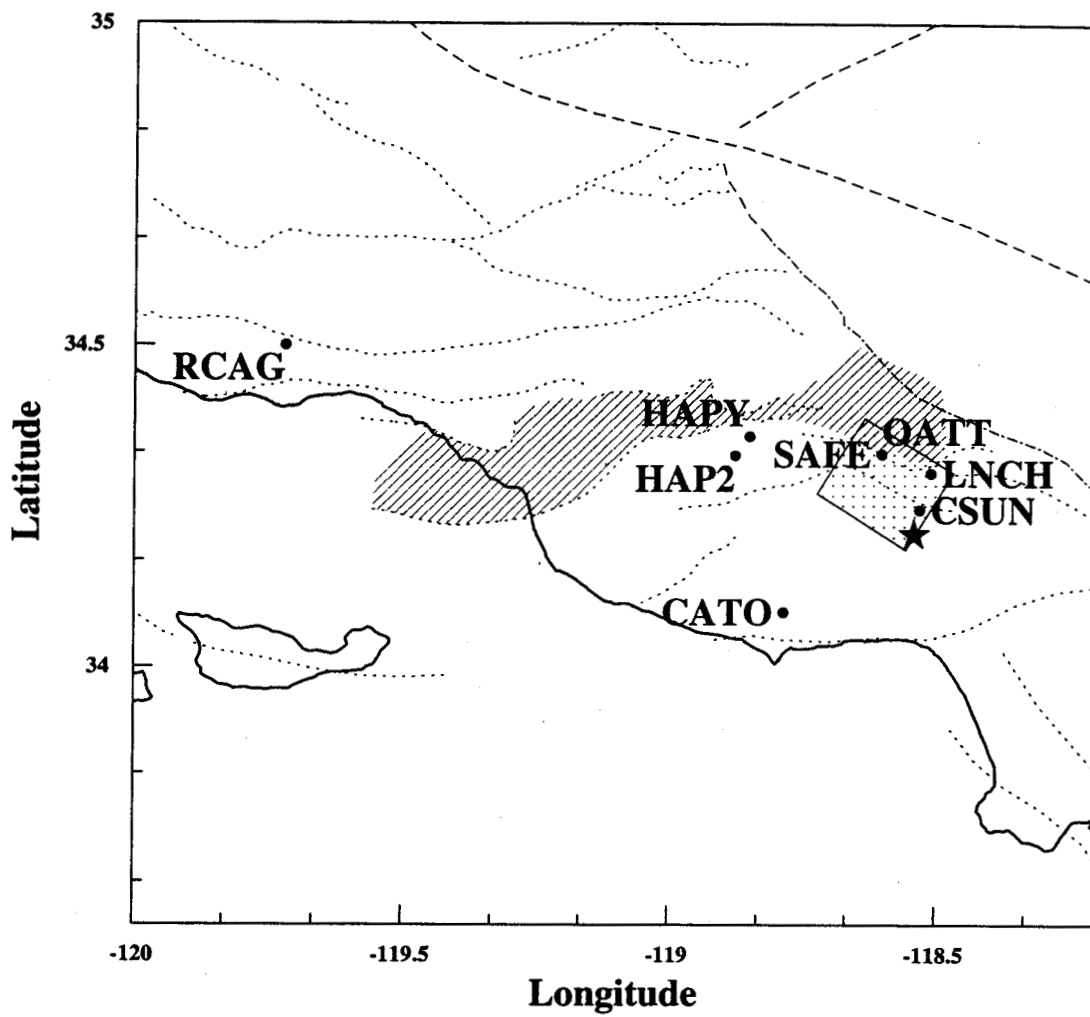 35
34.5
34
Latitude
RCAG
HAPY
OATT
SAFE
HAP2
LNCH
CSUN
CATO
-120
-119.5
-119
-118.5
Longitude